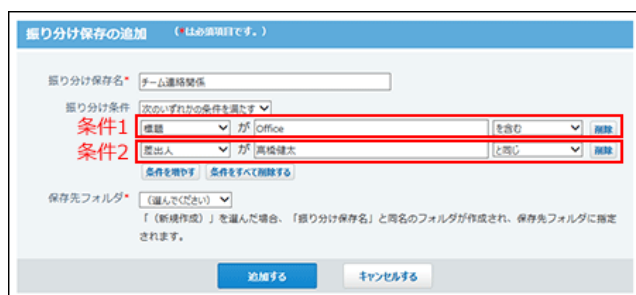 振り分け保存の追加 (*は必須項目です。)
振り分け保存名* チーム連絡関係
振り分け条件 次のいずれかの条件を満たす
条件1 標題 が Office を含む 削除
条件2 差出人 が 高橋健太 と同じ 削除
条件を増やす 条件をすべて削除する
保存先フォルダ* (選んでください)
「(新規作成)」を選んだ場合、「振り分け保存名」と同名のフォルダが作成され、保存先フォルダに指定
されます。
追加する キャンセルする